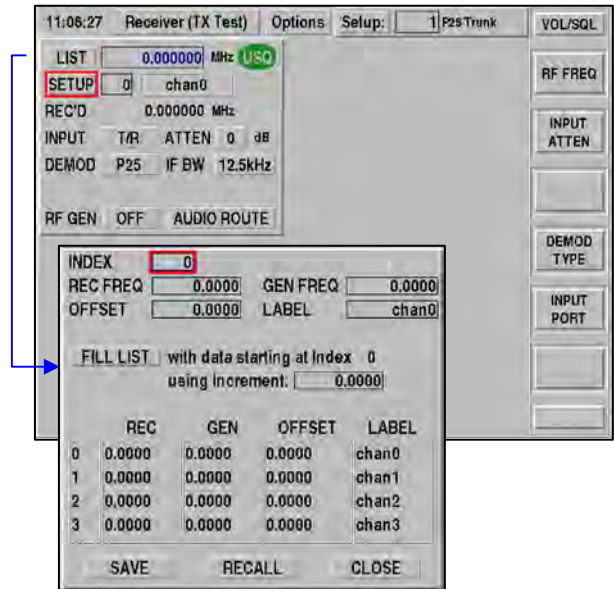 11:06:27 Receiver (TX Test) Options Setup: 1 P25 Trunk VOL/SQL
LIST 0.000000 MHz USQ
SETUP 0 chan0
REC'D 0.000000 MHz
INPUT T/R ATTEN 0 dB
DEMOD P25 IF BW 12.5kHz
RF GEN OFF AUDIO ROUTE
RF FREQ
INPUT
ATTEN
DEMOD
TYPE
INPUT
PORT
INDEX 0
REC FREQ 0.0000 GEN FREQ 0.0000
OFFSET 0.0000 LABEL chan0
FILL LIST with data starting at Index 0
using increment: 0.0000
REC GEN OFFSET LABEL
0 0.0000 0.0000 0.0000 chan0
1 0.0000 0.0000 0.0000 chan1
2 0.0000 0.0000 0.0000 chan2
3 0.0000 0.0000 0.0000 chan3
SAVE RECALL CLOSE